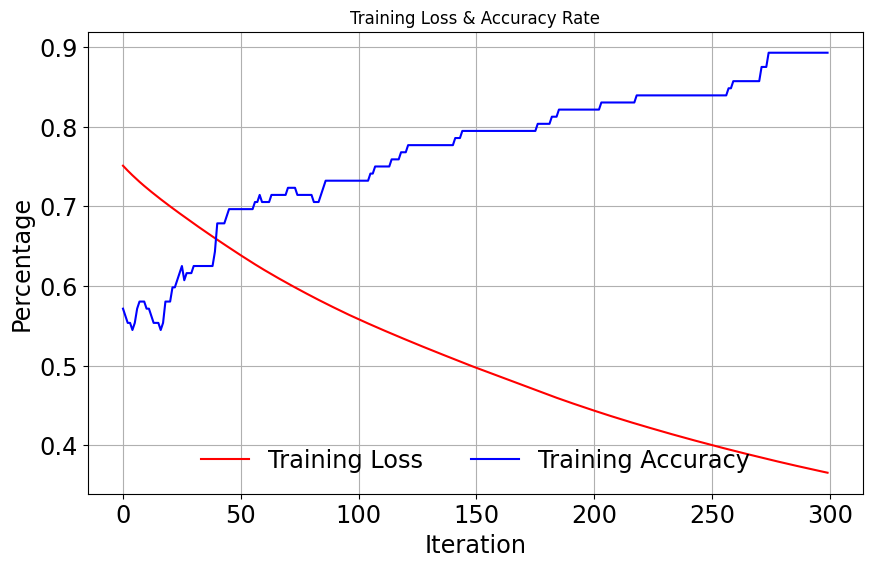 Training Loss & Accuracy Rate
0.9
0.8
0.7
0.6
0.5
0.4
Percentage
Training Loss
Training Accuracy
0 50 100 150 200 250 300
Iteration